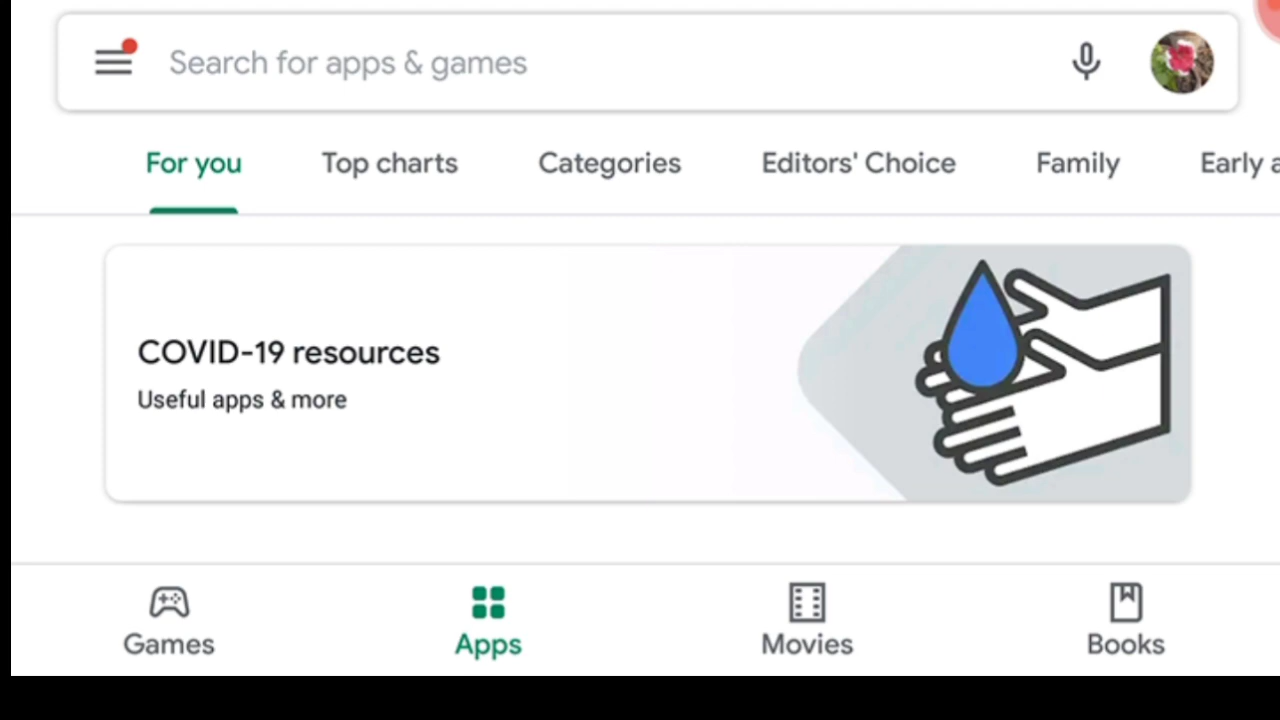 Search for apps & games
For you Top charts Categories Editors' Choice Family Early a
COVID-19 resources
Useful apps & more
Games Apps Movies Books